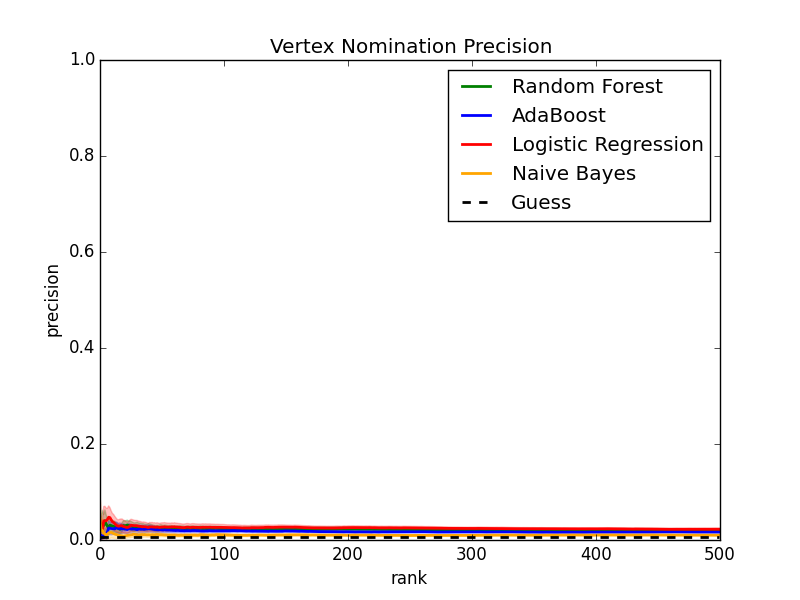 Vertex Nomination Precision
1.0
0.8
0.6
0.4
0.2
0.0
precision
Random Forest
AdaBoost
Logistic Regression
Naive Bayes
Guess
0 100 200 300 400 500
rank